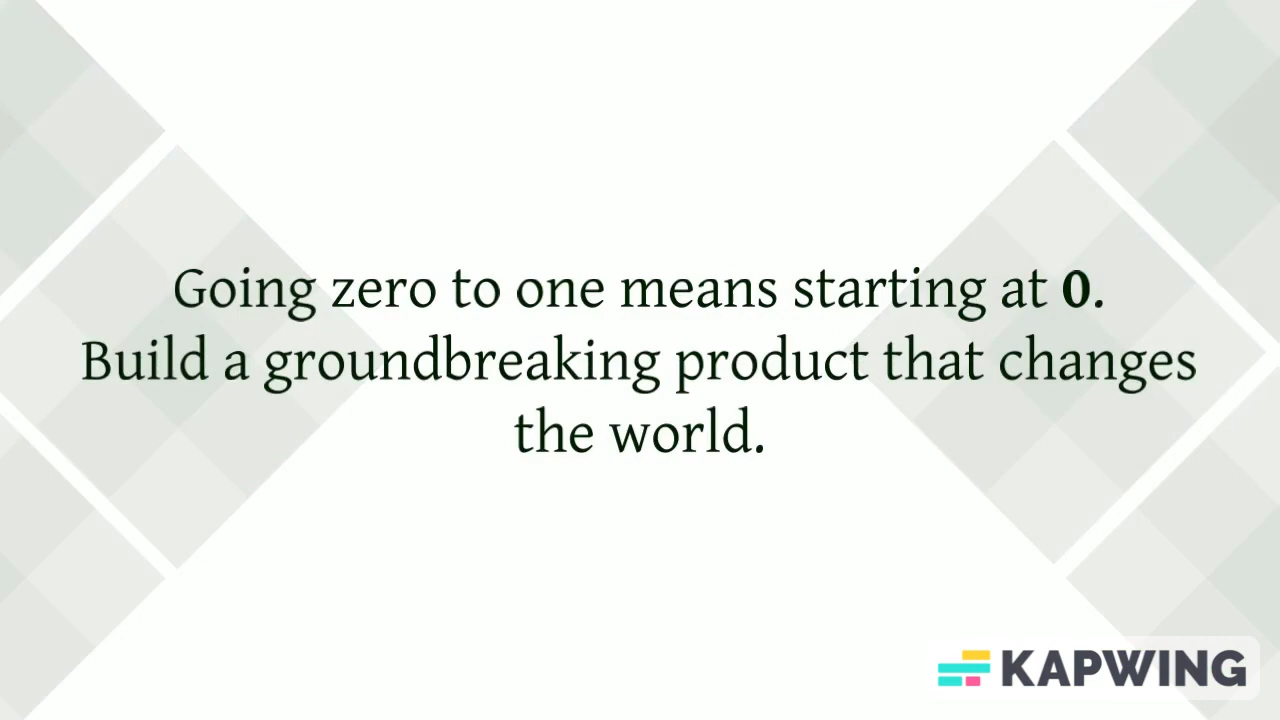 Going zero to one means starting at 0.
Build a groundbreaking product that changes
the world.
KAPWING